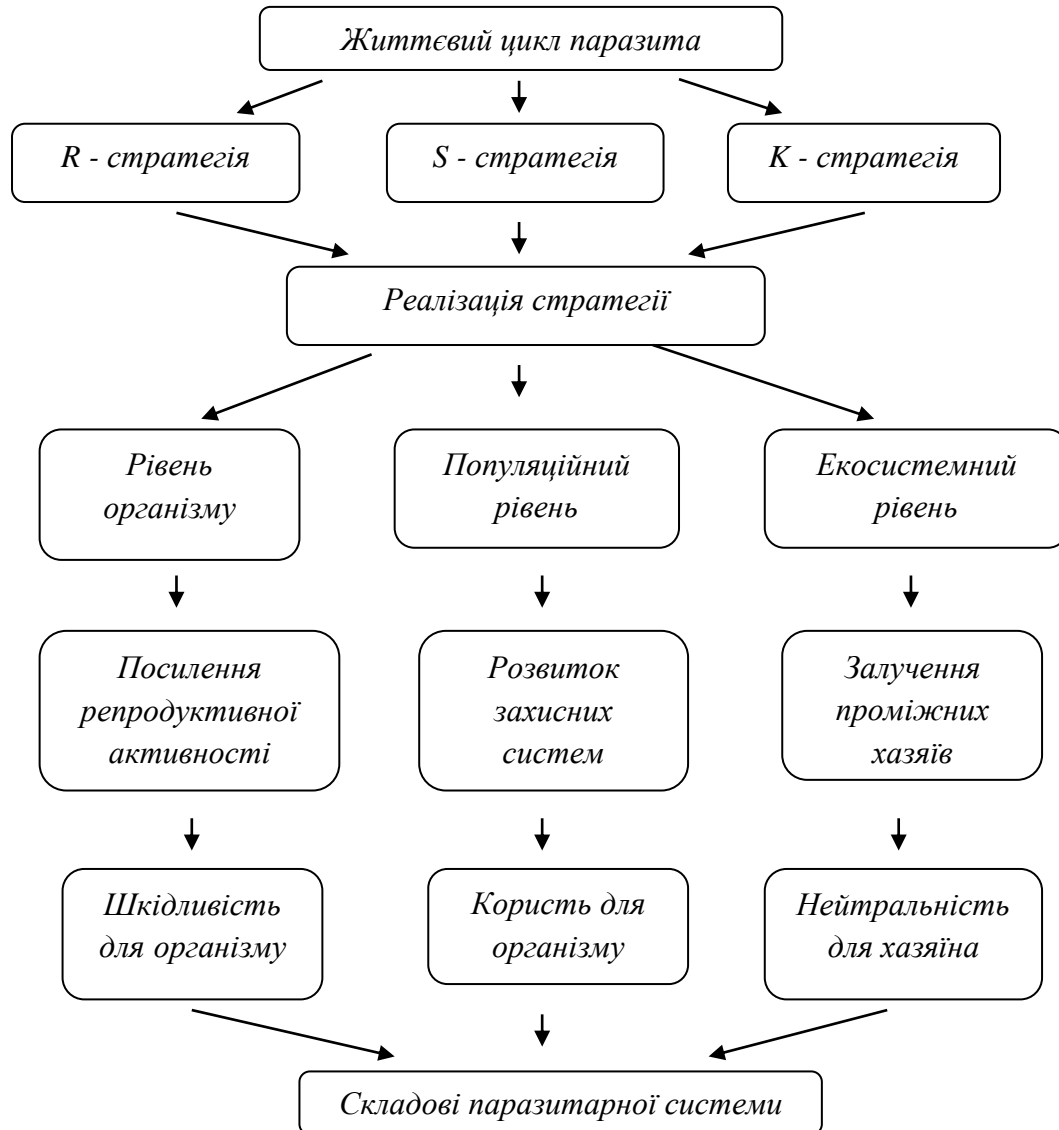 Життєвий цикл паразита
R - стратегія
S - стратегія
K - стратегія
Реалізація стратегії
Рівень
організму
Популяційний
рівень
Екосистемний
рівень
Посилення
репродуктивної
активності
Розвиток
захисних
систем
Залучення
проміжних
хазяїв
Шкідливість
для організму
Користь для
організму
Нейтральність
для хазяїна
Складові паразитарної системи